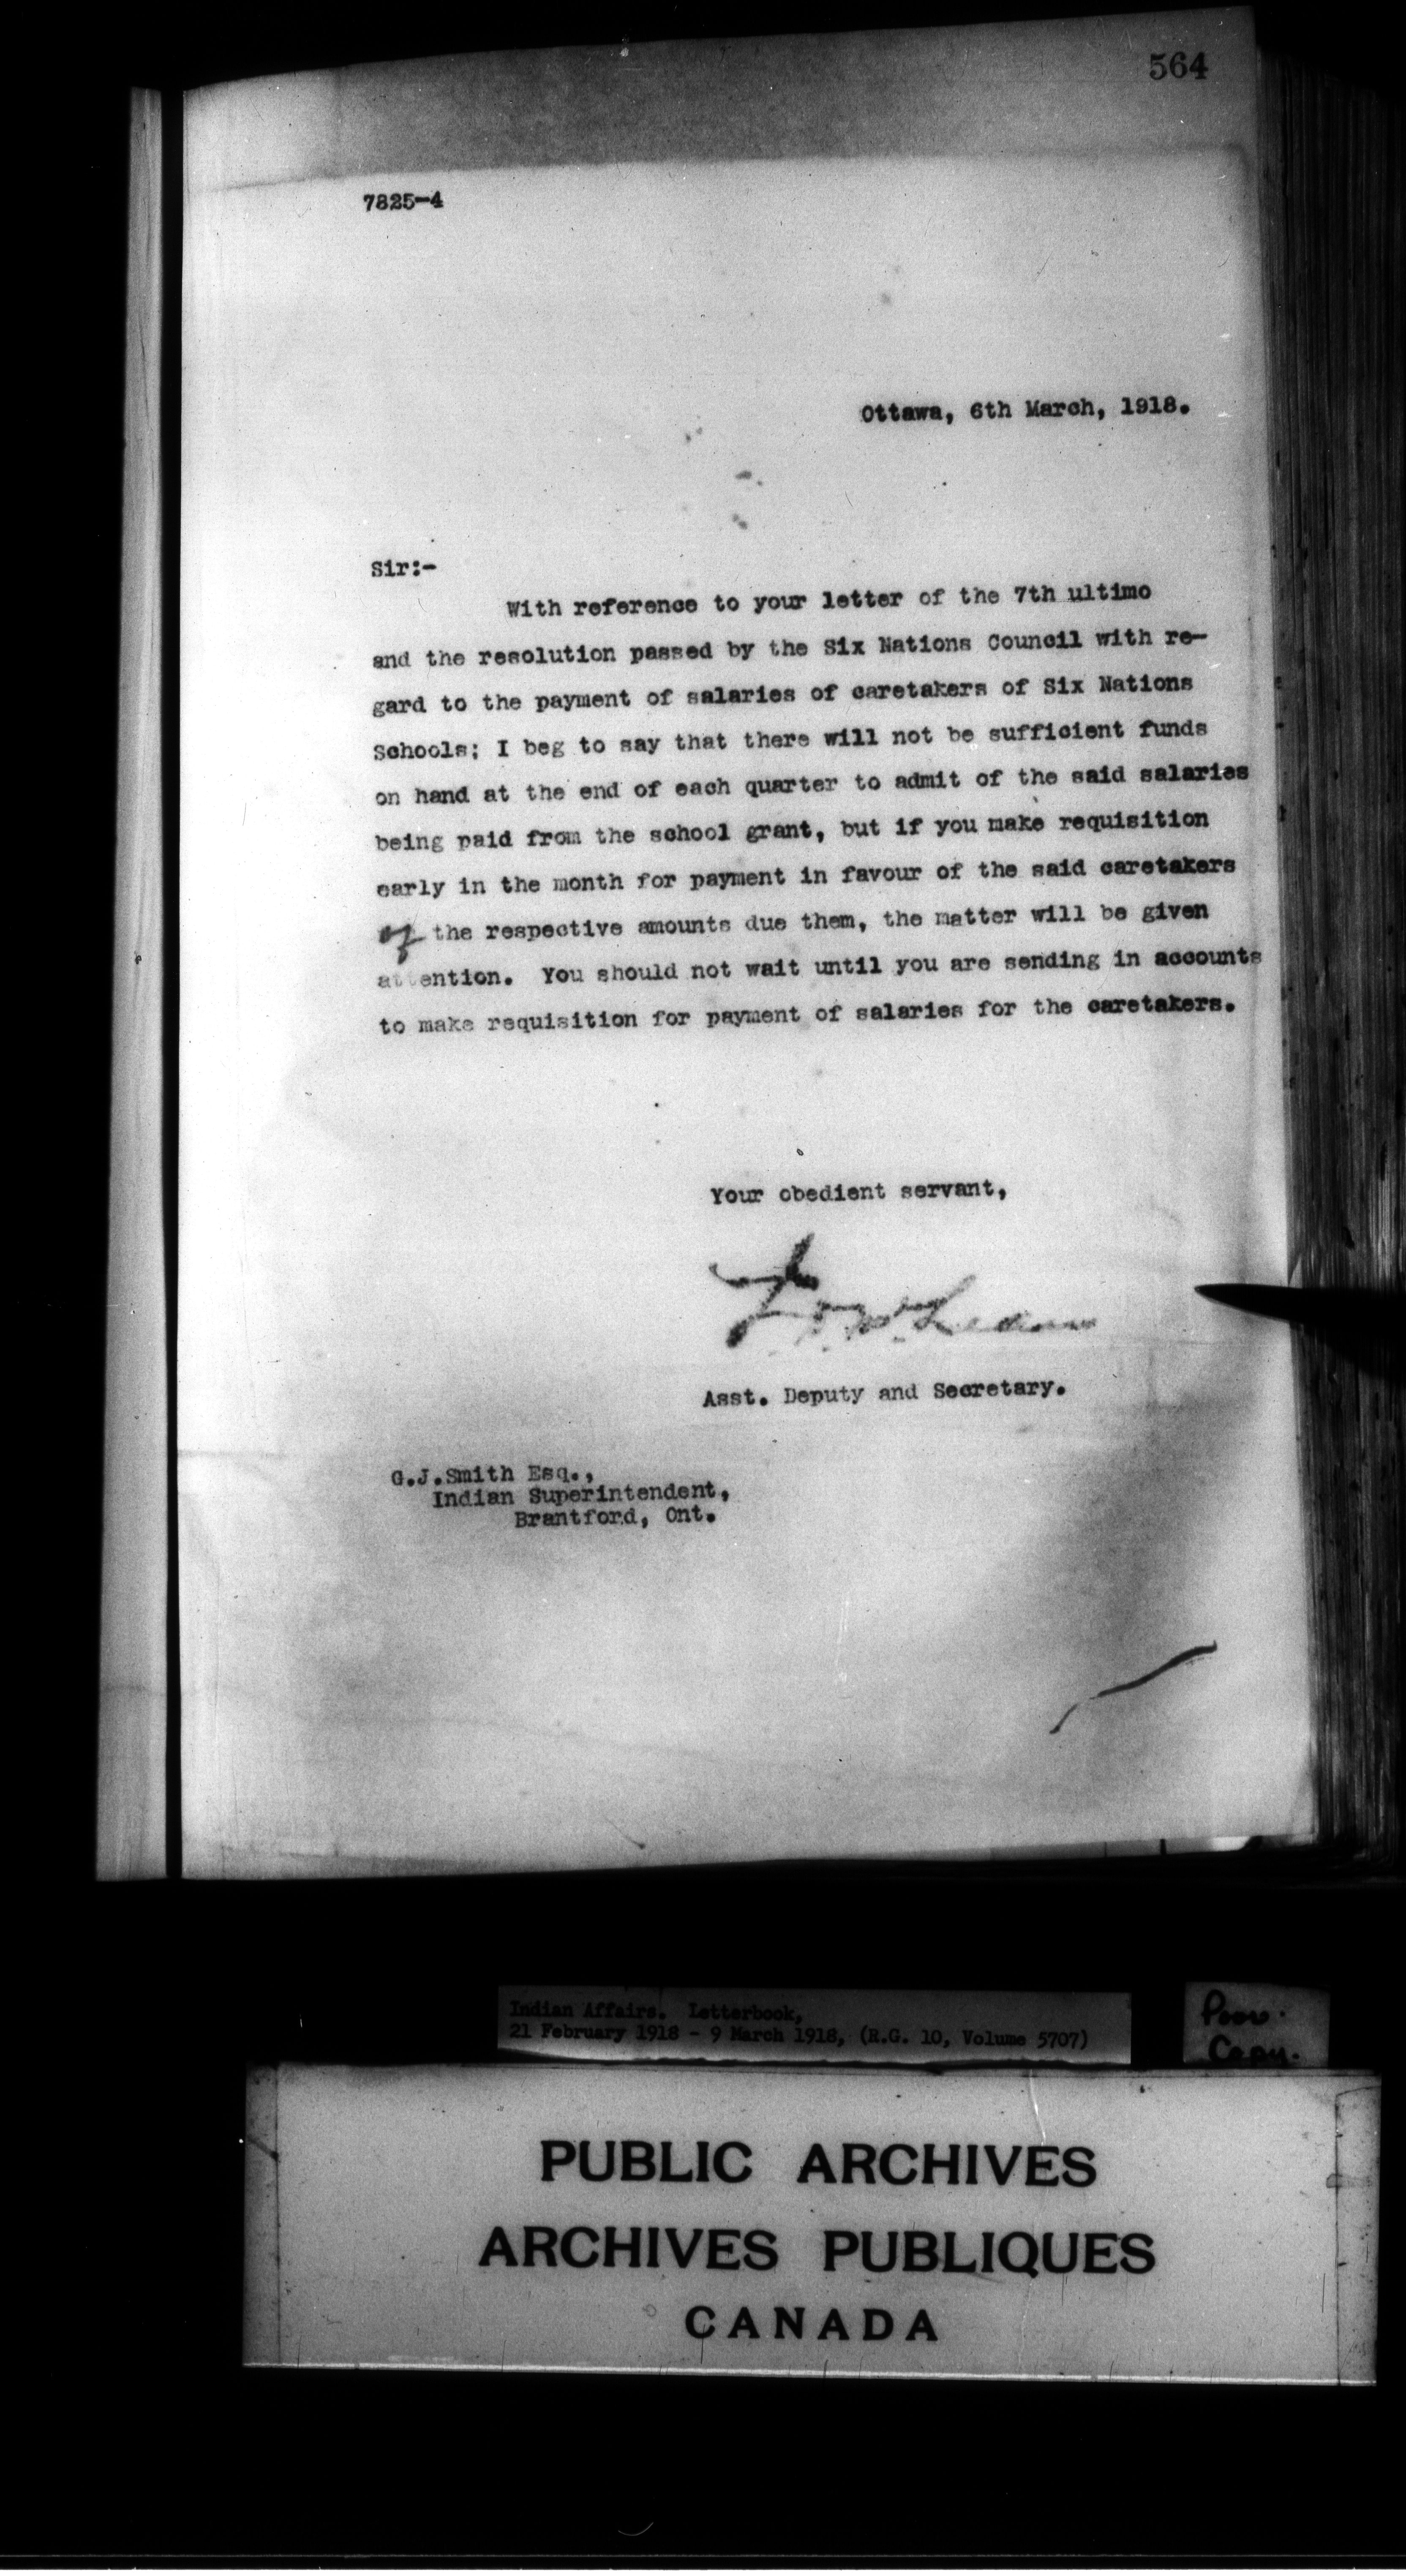 564
7825-4
Ottawa, 6th March, 1918.
Sir:-
With reference to your letter of the 7th ultimo
and the resolution passed by the Six Nations Council with re-
gard to the payment of salaries of caretakers of Six Nations
Schools; I beg to say that there will not be sufficient funds
on hand at the end of each quarter to admit of the said salaries
being paid from the school grant, but if you make requisition
early in the month for payment in favour of the said caretakers
of the respective amounts due them, the matter will be given
attention. You should not wait until you are sending in accounts
to make requisition for payment of salaries for the caretakers.
Your obedient servant,
Asst. Deputy and Secretary.
G.J.Smith Esq.,
Indian Superintendent,
Brantford, Ont.
Indian Affairs. Letterbook,
21 February 1918 - 9 March 1918, (R.G. 10, Volume 5707)
Poor
Copy.
PUBLIC ARCHIVES
ARCHIVES PUBLIQUES
CANADA